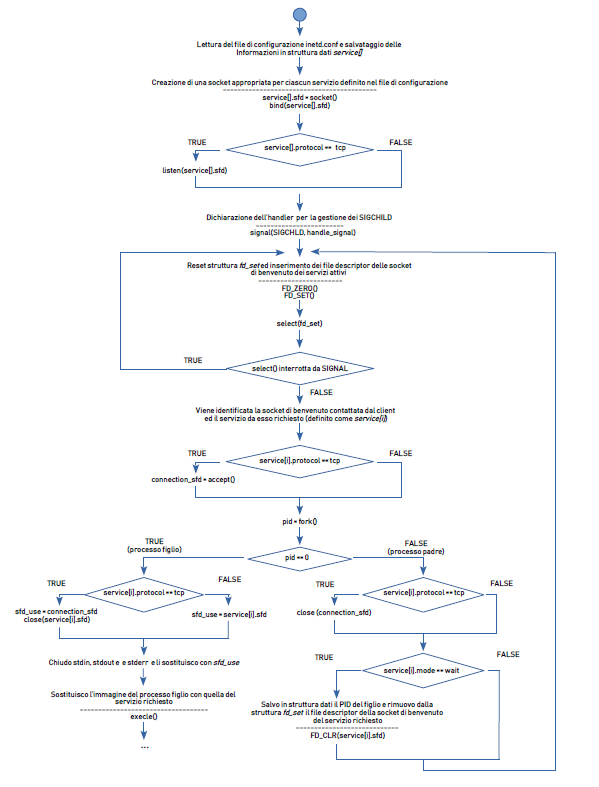 Lettura del file di configurazione inetd.conf e salvataggio delle
Informazioni in struttura dati service[]
Creazione di una socket appropriata per ciascun servizio definito nel file di configurazione
service[].sfd = socket()
bind(service[].sfd)
TRUE
service[].protocol == tcp
FALSE
listen(service[].sfd)
Dichiarazione dell'handler per la gestione dei SIGCHILD
signal(SIGCHLD, handle_signal)
Reset struttura fd_set ed inserimento dei file descriptor delle socket
di benvenuto dei servizi attivi
FD_ZERO()
FD_SET()
select(fd_set)
TRUE
select() interrotta da SIGNAL
FALSE
Viene identificata la socket di benvenuto contattata dal client
ed il servizio da esso richiesto (definito come service[i])
TRUE
service[i].protocol == tcp
FALSE
connection_sfd = accept()
pid = fork()
TRUE
(processo figlio)
pid == 0
FALSE
(processo padre)
TRUE
service[i].protocol == tcp
FALSE
sfd_use = connection_sfd
close(service[i].sfd)
sfd_use = service[i].sfd
TRUE
service[i].protocol == tcp
FALSE
close (connection_sfd)
Chiudo stdin, stdout e e stderr e li sostituisco con sfd_use
TRUE
service[i].mode == wait
FALSE
Sostituisco l'immagine del processo figlio con quella del
servizio richiesto
execle()
...
Salvo in struttura dati il PID del figlio e rimuovo dalla
struttura fd_set il file descriptor della socket di benvenuto
del servizio richiesto
FD_CLR(service[i].sfd)